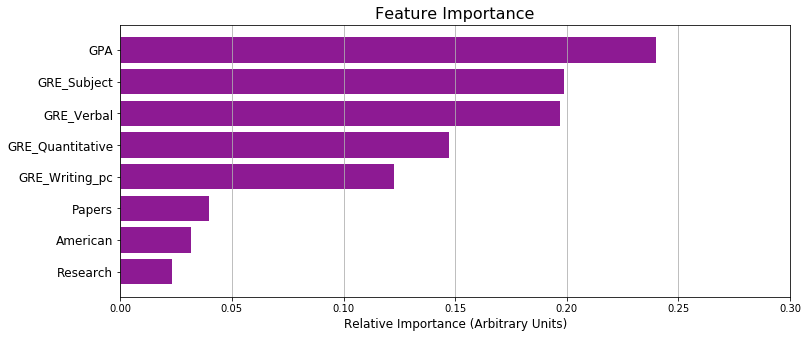 Feature Importance
GPA
GRE_Subject
GRE_Verbal
GRE_Quantitative
GRE_Writing_pc
Papers
American
Research
0.00 0.05 0.10 0.15 0.20 0.25 0.30
Relative Importance (Arbitrary Units)